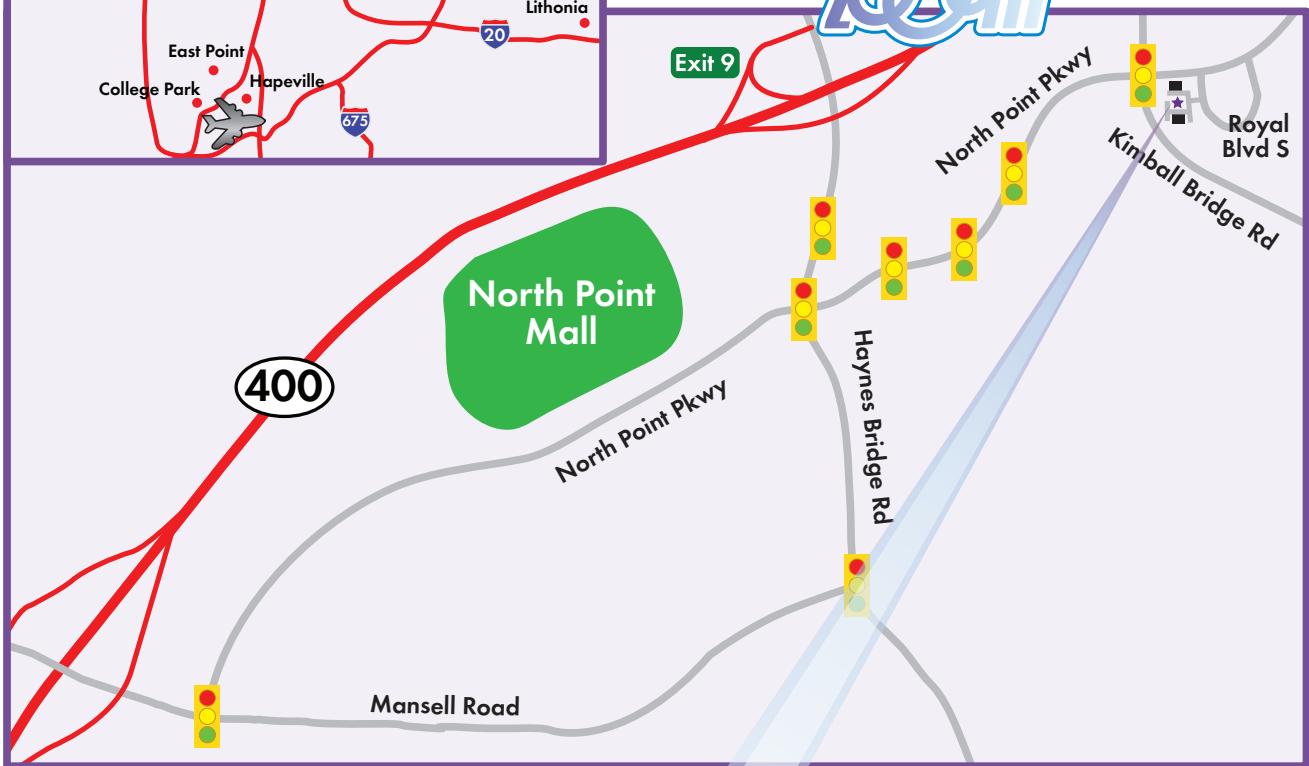 Lithonia
20
East Point
College Park
Hapeville
675
Exit 9
North Point Pkwy
Royal
Blvd S
Kimball Bridge Rd
North Point
Mall
400
North Point Pkwy
Haynes Bridge Rd
Mansell Road